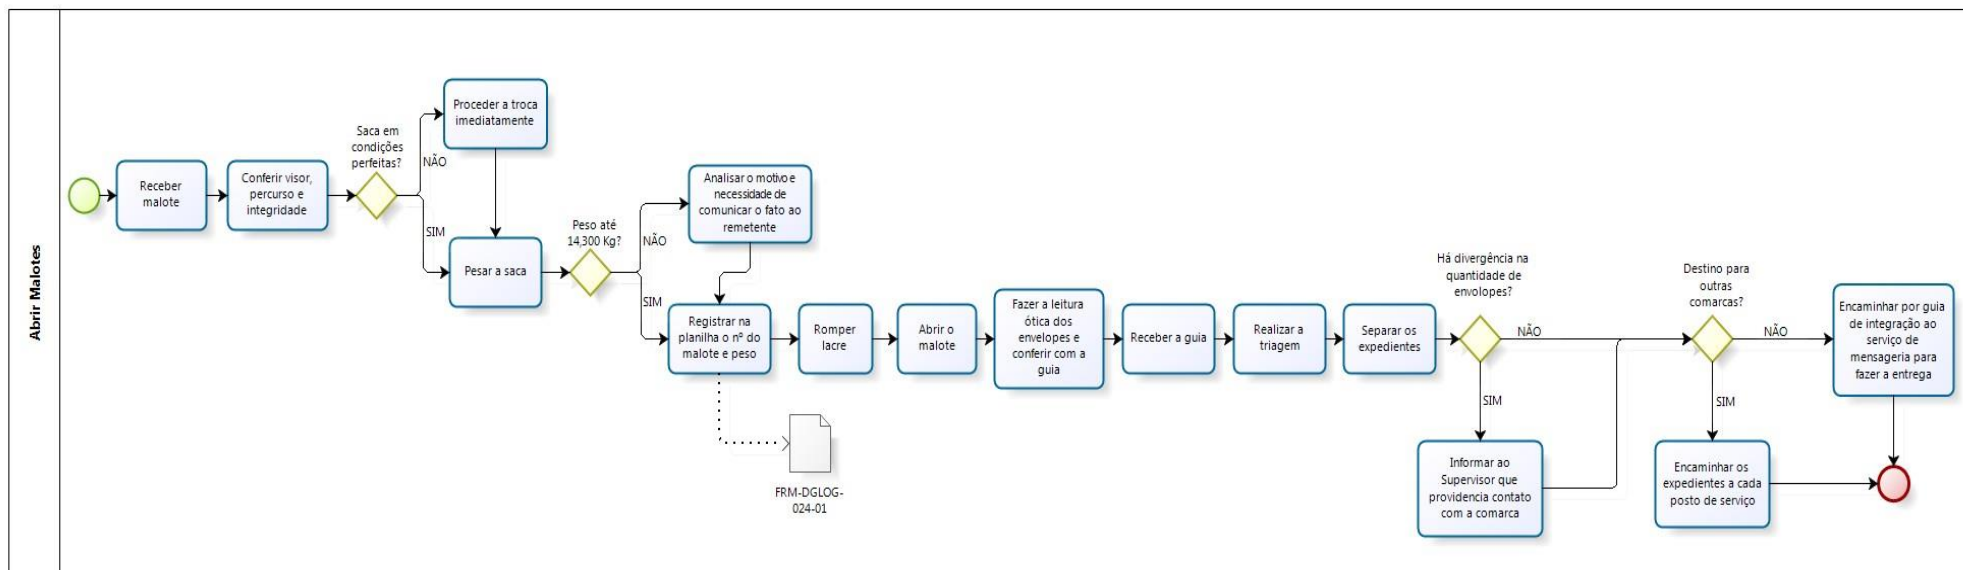 Abrir Malotes
Receber
malote
Conferir visor,
percurso e
integridade
Saca em
condições
perfeitas?
NÃO
SIM
Proceder a troca
imediatamente
Pesar a saca
Peso até
14,300 Kg?
NÃO
SIM
Analisar o motivo e
necessidade de
comunicar o fato ao
remetente
Registrar na
planilha o nº do
malote e peso
FRM-DGLOG-
024-01
Romper
lacre
Abrir o
malote
Fazer a leitura
ótica dos
envelopes e
conferir com a
guia
Receber a guia
Realizar a
triagem
Separar os
expedientes
Há divergência na
quantidade de
envolopes?
NÃO
SIM
Informar ao
Supervisor que
providencia contato
com a comarca
Destino para
outras
comarcas?
NÃO
SIM
Encaminhar os
expedientes a cada
posto de serviço
Encaminhar por guia
de integração ao
serviço de
mensageria para
fazer a entrega